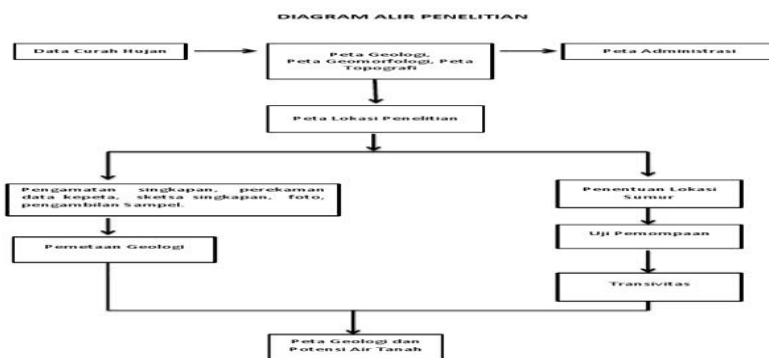 DIAGRAM ALIR PENELITIAN
Data Curah Hujan
Peta Geologi,
Peta Geomorfologi, Peta
Topografi
Peta Administrasi
Peta Lokasi Penelitian
Pengamatan singkapan, perekaman
data kepeta, sketsa singkapan, foto,
pengambilan Sampel.
Pemetaan Geologi
Penentuan Lokasi
Sumur
Uji Pemompaan
Transivitas
Peta Geologi dan
Potensi Air Tanah